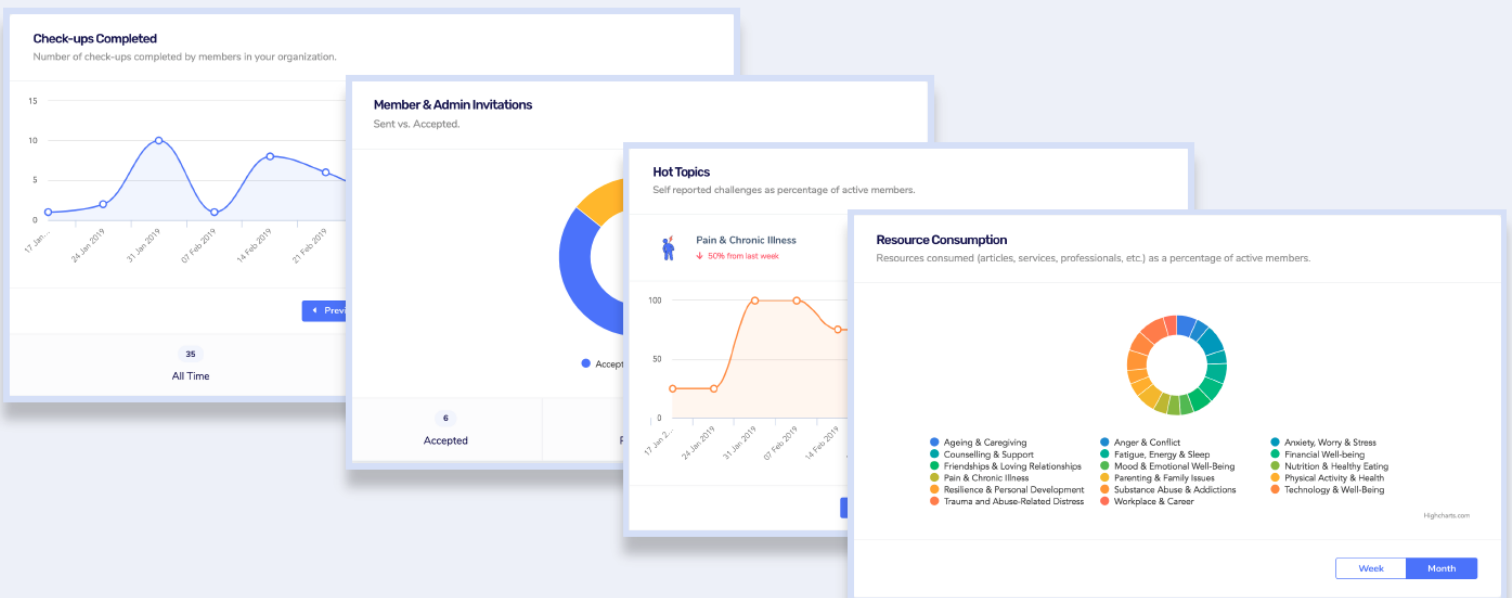 Check-ups Completed
Number of check-ups completed by members in your organization.
15
10
5
0
17 Jan...
24 Jan 2019
31 Jan 2019
07 Feb 2019
14 Feb 2019
21 Feb 2019
35
All Time
Member & Admin Invitations
Sent vs. Accepted.
6
Accepted
Hot Topics
Self reported challenges as percentage of active members.
Pain & Chronic Illness
50% from last week
100
50
0
17 Jan 2...
24 Jan 2019
31 Jan 2019
07 Feb 2019
14 Feb 2019
Resource Consumption
Resources consumed (articles, services, professionals, etc.) as a percentage of active members.
Ageing & Caregiving
Anger & Conflict
Anxiety, Worry & Stress
Counselling & Support
Fatigue, Energy & Sleep
Financial Well-being
Friendships & Loving Relationships
Mood & Emotional Well-Being
Nutrition & Healthy Eating
Pain & Chronic Illness
Parenting & Family Issues
Physical Activity & Health
Resilience & Personal Development
Substance Abuse & Addictions
Technology & Well-Being
Trauma and Abuse-Related Distress
Workplace & Career
Highcharts.com
Week
Month